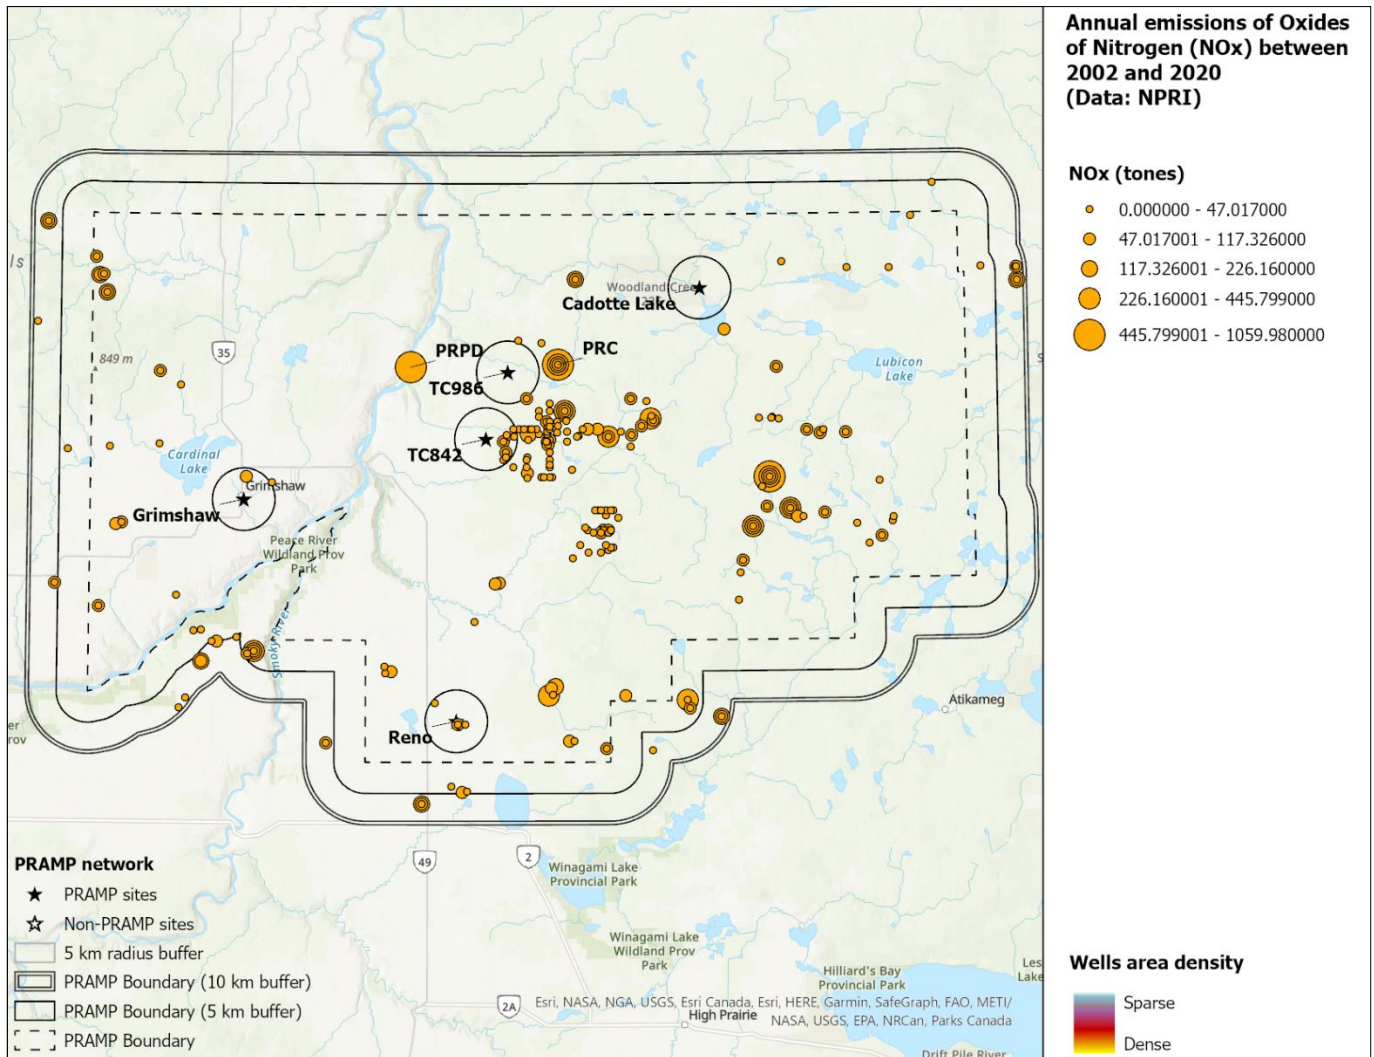 Annual emissions of Oxides
of Nitrogen (NOx) between
2002 and 2020
(Data: NPRI)
NOx (tones)
0.000000 - 47.017000
47.017001 - 117.326000
117.326001 - 226.160000
226.160001 - 445.799000
445.799001 - 1059.980000
ls
Woodland Cree
Cadotte Lake
35
849 m
PRPD
PRC
TC986
Lubicon
Lake
Cardinal
Lake
TC842
Grimshaw
Grimshaw
Peace River
Wildland Prov
Park
Smoky River
Atikameg
er
rov
Reno
49
2
Winagami Lake
Provincial Park
Winagami Lake
Wildland Prov
Park
Hilliard's Bay
Provincial Park
Les
Lake
2A
High Prairie
Drift Pile River
Esri, NASA, NGA, USGS, Esri Canada, Esri, HERE, Garmin, SafeGraph, FAO, METI/
NASA, USGS, EPA, NRCan, Parks Canada
PRAMP network
PRAMP sites
Non-PRAMP sites
5 km radius buffer
PRAMP Boundary (10 km buffer)
PRAMP Boundary (5 km buffer)
PRAMP Boundary
Wells area density
Sparse
Dense